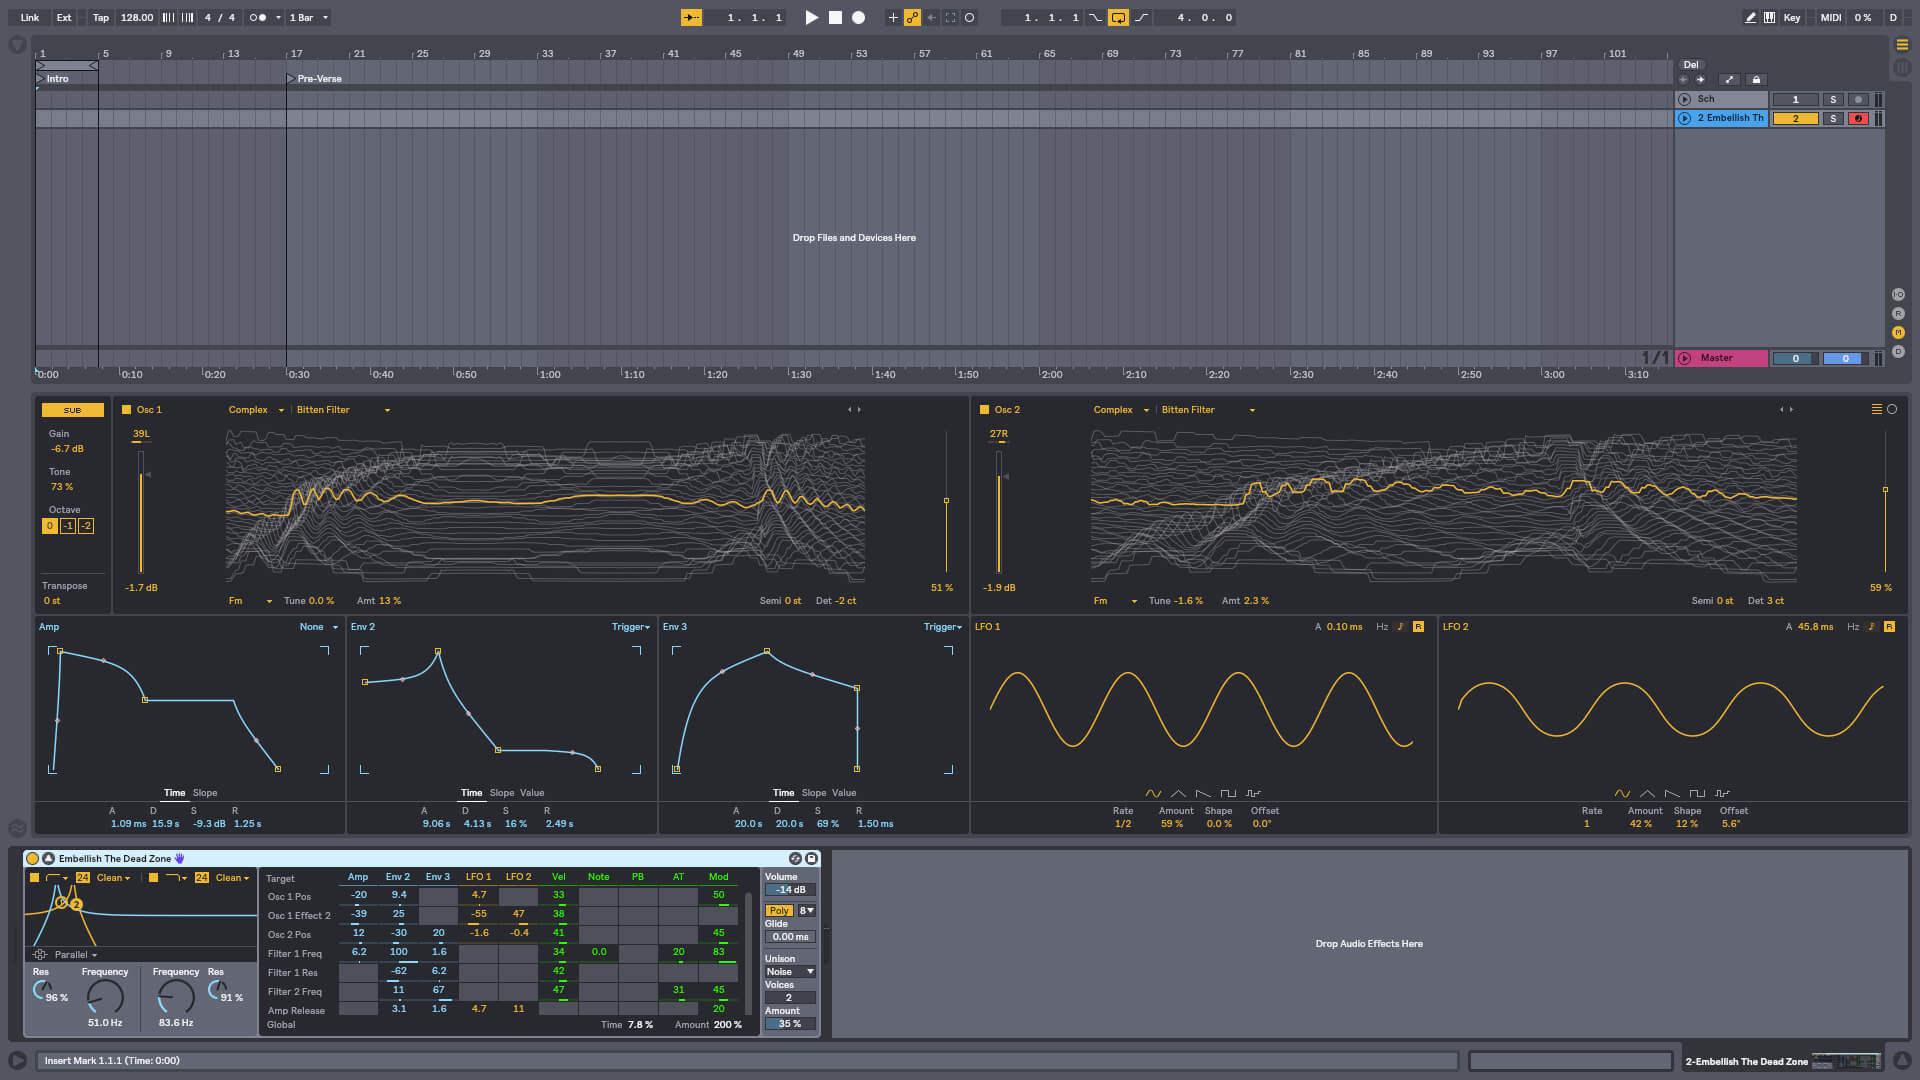 Link Ext Tap 128.00 4 / 4 1 Bar 1. 1. 1 1. 1. 1 4. 0. 0 Key MIDI 0 % D
1 5 9 13 17 21 25 29 33 37 41 45 49 53 57 61 65 69 73 77 81 85 89 93 97 101
Del
Intro Pre-Verse
Sch 1 S
2 Embellish Th 2 S
Drop Files and Devices Here
I·O
R
M
D
1/1 Master 0 0
0:00 0:10 0:20 0:30 0:40 0:50 1:00 1:10 1:20 1:30 1:40 1:50 2:00 2:10 2:20 2:30 2:40 2:50 3:00 3:10
SUB Osc 1 Complex Bitten Filter Osc 2 Complex Bitten Filter
Gain 39L 27R
-6.7 dB
Tone
73 %
Octave
0 -1 -2
Transpose -1.7 dB 51 % -1.9 dB 59 %
0 st Fm Tune 0.0 % Amt 13 % Semi 0 st Det -2 ct Fm Tune -1.6 % Amt 2.3 % Semi 0 st Det 3 ct
Amp None Env 2 Trigger Env 3 Trigger LFO 1 A 0.10 ms Hz R LFO 2 A 45.8 ms Hz R
Time Slope Time Slope Value Time Slope Value
A D S R A D S R A D S R Rate Amount Shape Offset Rate Amount Shape Offset
1.09 ms 15.9 s -9.3 dB 1.25 s 9.06 s 4.13 s 16 % 2.49 s 20.0 s 20.0 s 69 % 1.50 ms 1/2 59 % 0.0 % 0.0° 1 42 % 12 % 5.6°
Embellish The Dead Zone
24 Clean 24 Clean Target Amp Env 2 Env 3 LFO 1 LFO 2 Vel Note PB AT Mod Volume
-14 dB
Osc 1 Pos -20 9.4 4.7 33 50
Osc 1 Effect 2 -39 25 -55 47 38 Poly 8
2 Glide
Osc 2 Pos 12 -30 20 -1.6 -0.4 41 45 0.00 ms
Parallel Filter 1 Freq 6.2 100 1.6 34 0.0 20 83 Unison
Res Frequency Frequency Res Filter 1 Res -62 6.2 42 Noise
96 % 91 % Filter 2 Freq 11 67 47 31 45 Voices
2
Amp Release 3.1 1.6 4.7 11 20 Amount
51.0 Hz 83.6 Hz Global Time 7.8 % Amount 200 % 35 %
Drop Audio Effects Here
Insert Mark 1.1.1 (Time: 0:00) 2-Embellish The Dead Zone